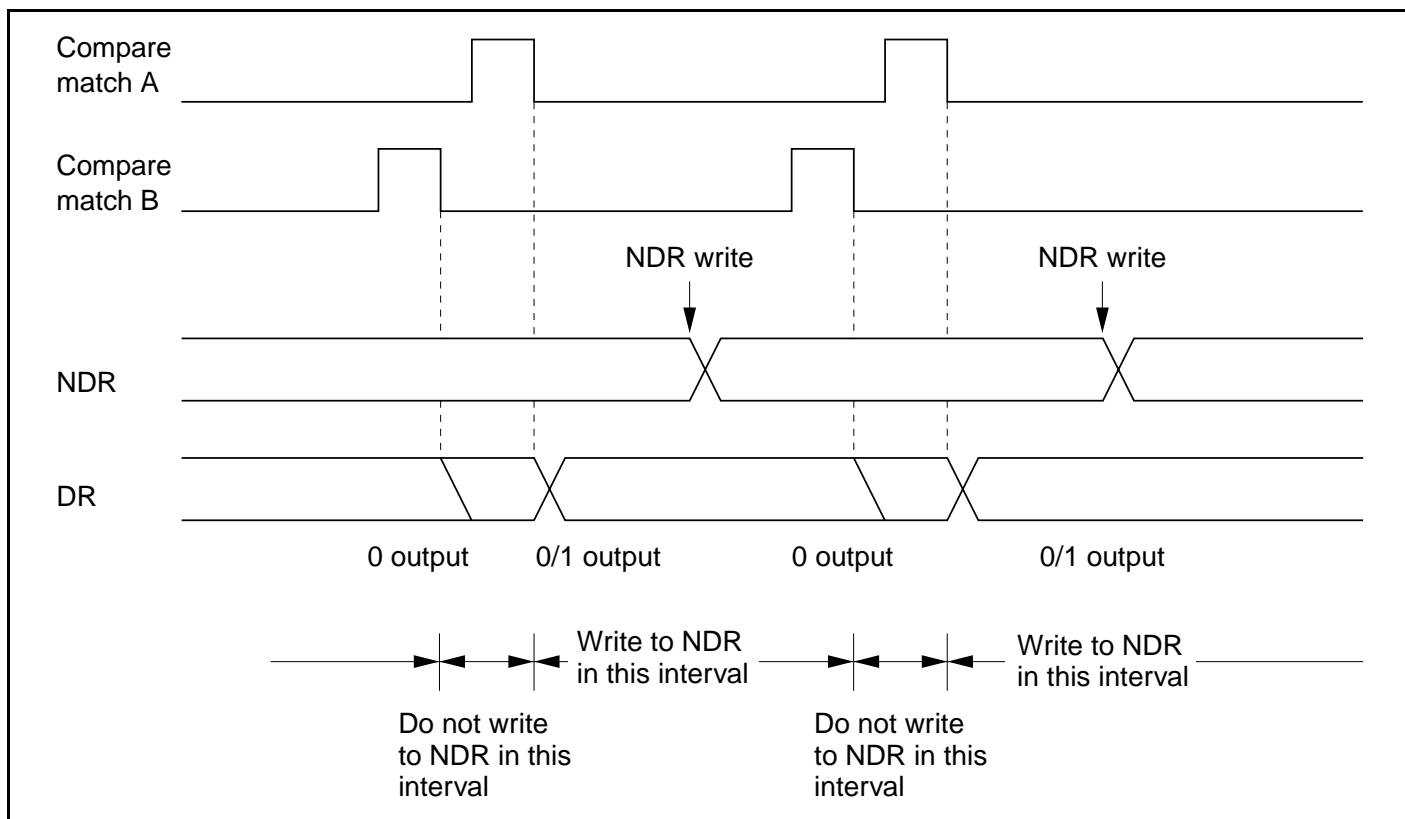 Compare
match A
Compare
match B
NDR write
NDR write
NDR
DR
0 output
0/1 output
0 output
0/1 output
Write to NDR
in this interval
Write to NDR
in this interval
Do not write
to NDR in this
interval
Do not write
to NDR in this
interval